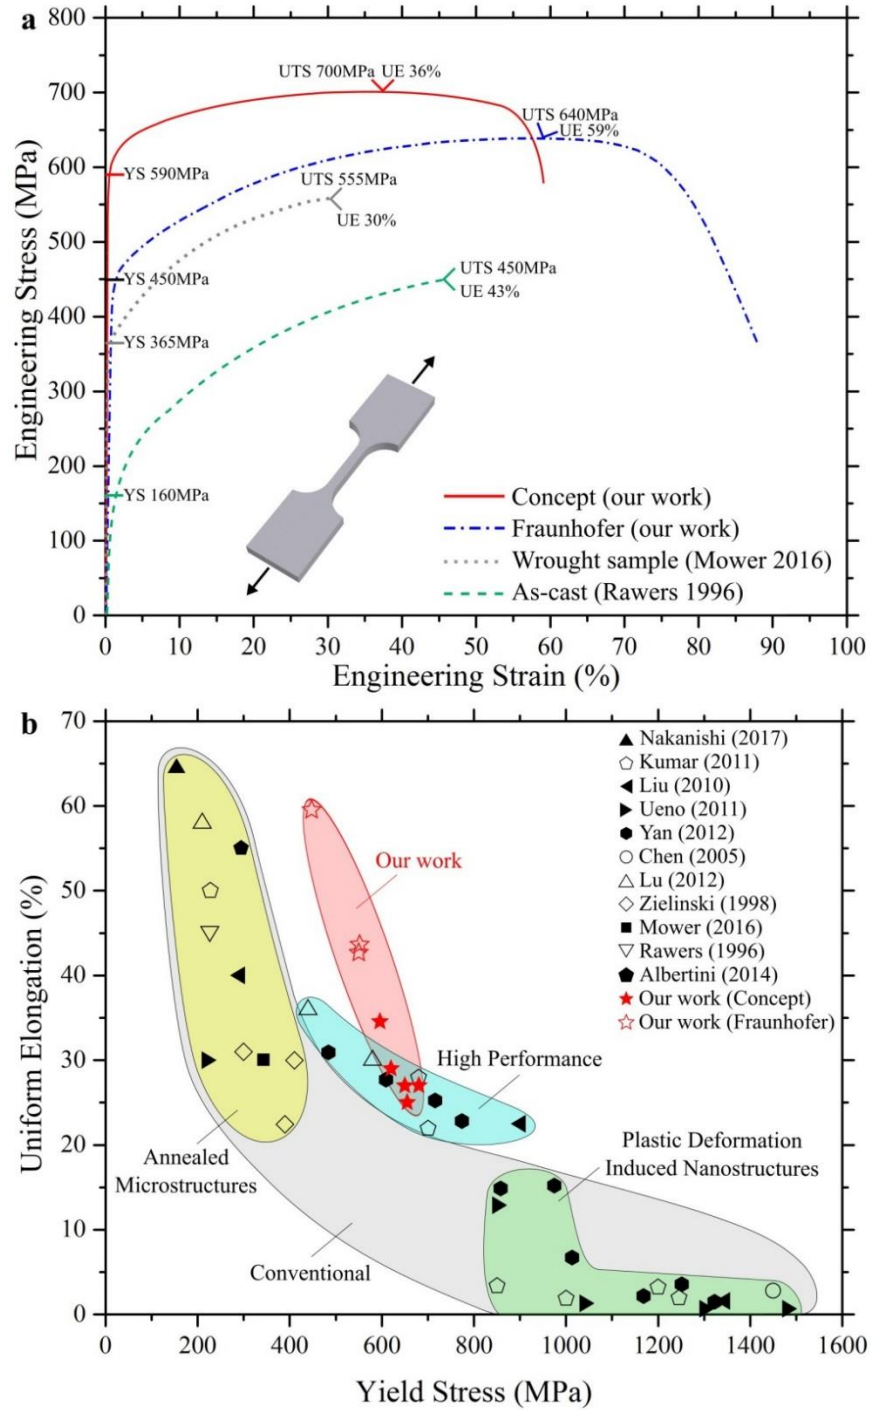 a
800
700
600
500
400
300
200
100
0
Engineering Stress (MPa)
UTS 700MPa UE 36%
UTS 640MPa
UE 59%
YS 590MPa
UTS 555MPa
UE 30%
YS 450MPa
UTS 450MPa
UE 43%
YS 365MPa
YS 160MPa
Concept (our work)
Fraunhofer (our work)
Wrought sample (Mower 2016)
As-cast (Rawers 1996)
0 10 20 30 40 50 60 70 80 90 100
Engineering Strain (%)
b
70
60
50
40
30
20
10
0
Uniform Elongation (%)
Nakanishi (2017)
Kumar (2011)
Liu (2010)
Ueno (2011)
Yan (2012)
Chen (2005)
Lu (2012)
Zielinski (1998)
Mower (2016)
Rawers (1996)
Albertini (2014)
Our work (Concept)
Our work (Fraunhofer)
Our work
High Performance
Annealed
Microstructures
Plastic Deformation
Induced Nanostructures
Conventional
0 200 400 600 800 1000 1200 1400 1600
Yield Stress (MPa)